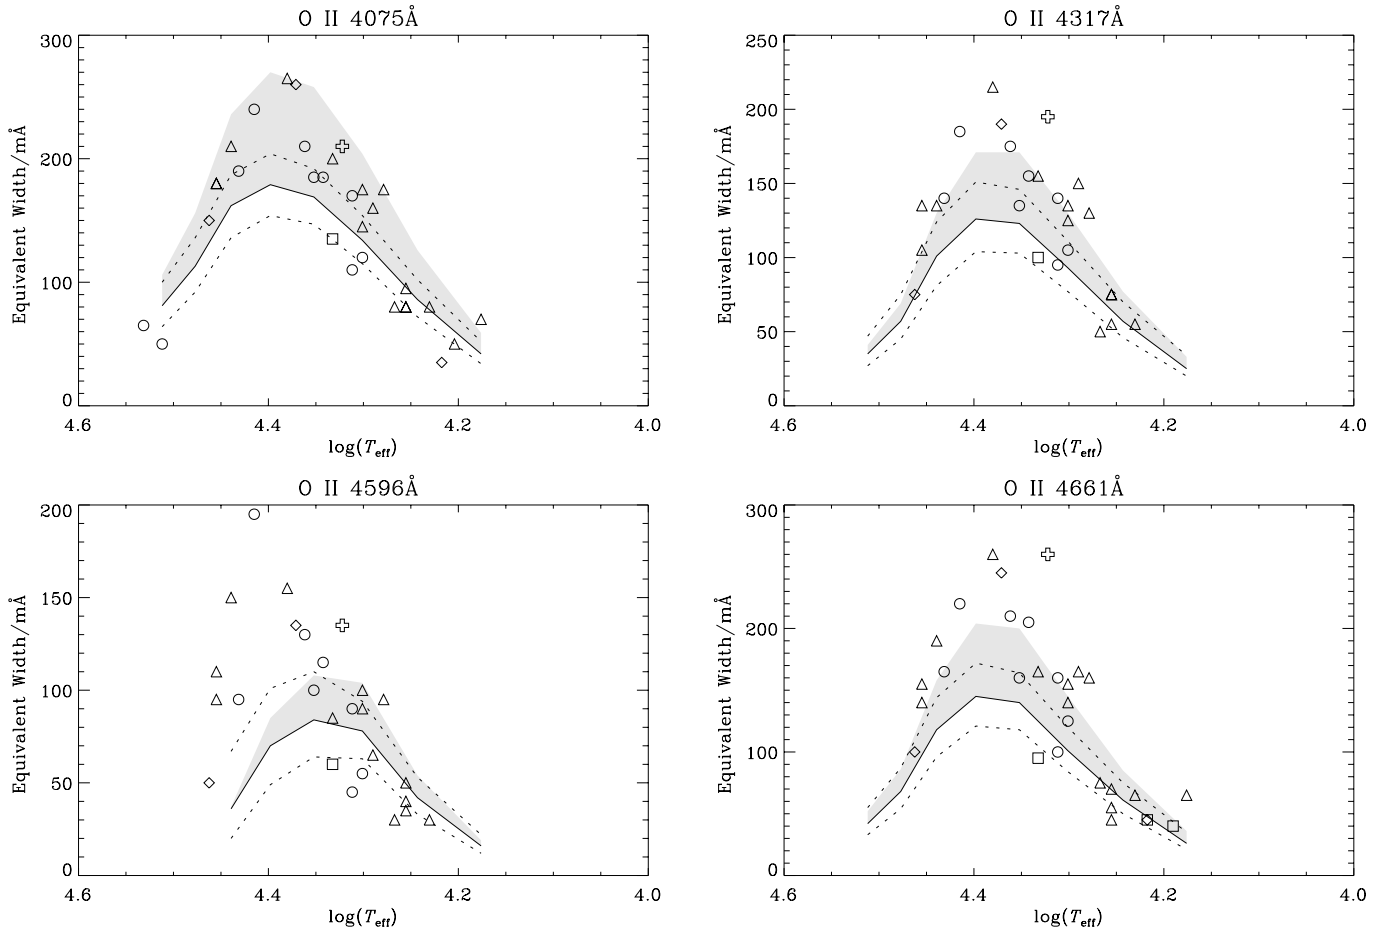 O II 4075Å
300
200
100
0
Equivalent Width/mÅ
4.6 4.4 4.2 4.0
log(Teff)
O II 4317Å
250
200
150
100
50
0
Equivalent Width/mÅ
4.6 4.4 4.2 4.0
log(Teff)
O II 4596Å
200
150
100
50
0
Equivalent Width/mÅ
4.6 4.4 4.2 4.0
log(Teff)
O II 4661Å
300
200
100
0
Equivalent Width/mÅ
4.6 4.4 4.2 4.0
log(Teff)